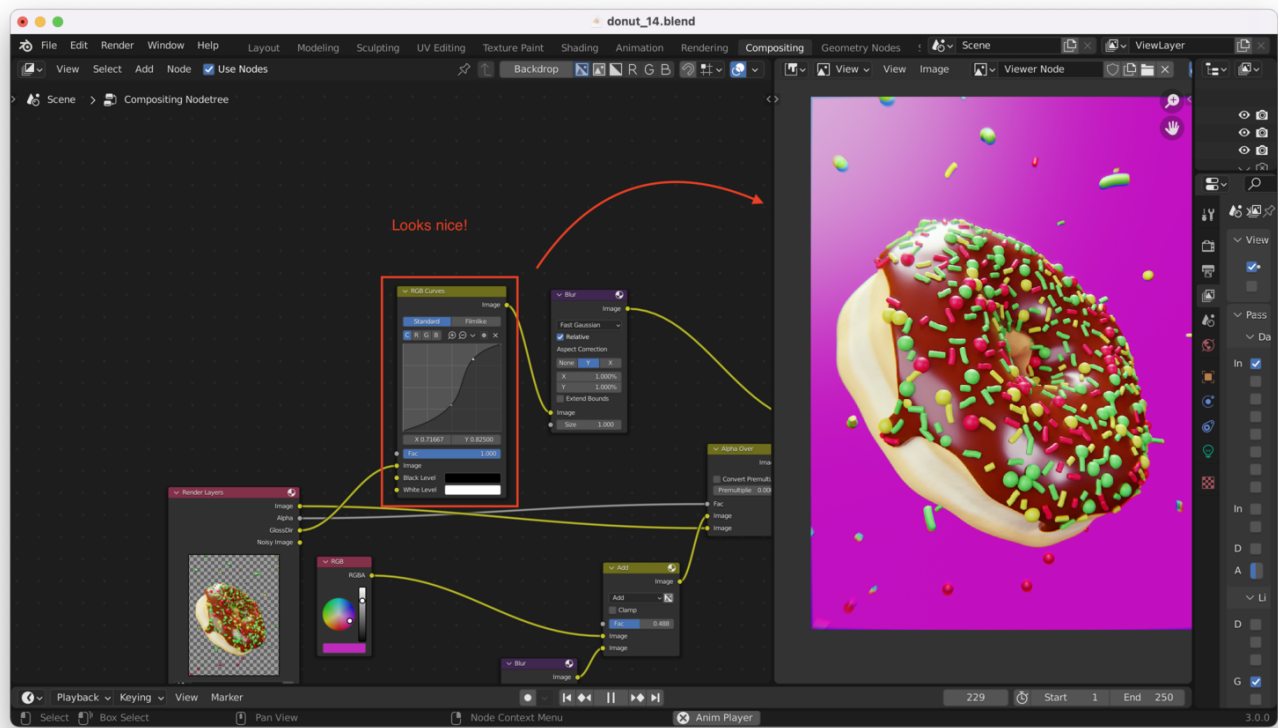 donut_14.blend
File Edit Render Window Help Layout Modeling Sculpting UV Editing Texture Paint Shading Animation Rendering Compositing Geometry Nodes Scene ViewLayer
View Select Add Node Use Nodes Backdrop R G B View View Image Viewer Node
Scene > Compositing Nodetree
Looks nice!
RGB Curves
Image
Standard Filmlike
C R G B
X 0.71667 Y 0.82500
Fac 1.000
Image
Black Level
White Level
Blur
Image
Fast Gaussian
Relative
Aspect Correction
None Y X
X 1.000%
Y 1.000%
Extend Bounds
Image
Size 1.000
Alpha Over
Convert Premulti
Premultiplie 0.00
Fac
Image
Image
Render Layers
Image
Alpha
GlossDir
Noisy Image
RGB
RGBA
Add
Image
Add
Clamp
Fac 0.488
Image
Image
Blur
Image
View
Pass
Da
In
In
D
A
Li
D
G
Playback Keying View Marker 229 Start 1 End 250
Select Box Select Pan View Node Context Menu Anim Player 3.0.0